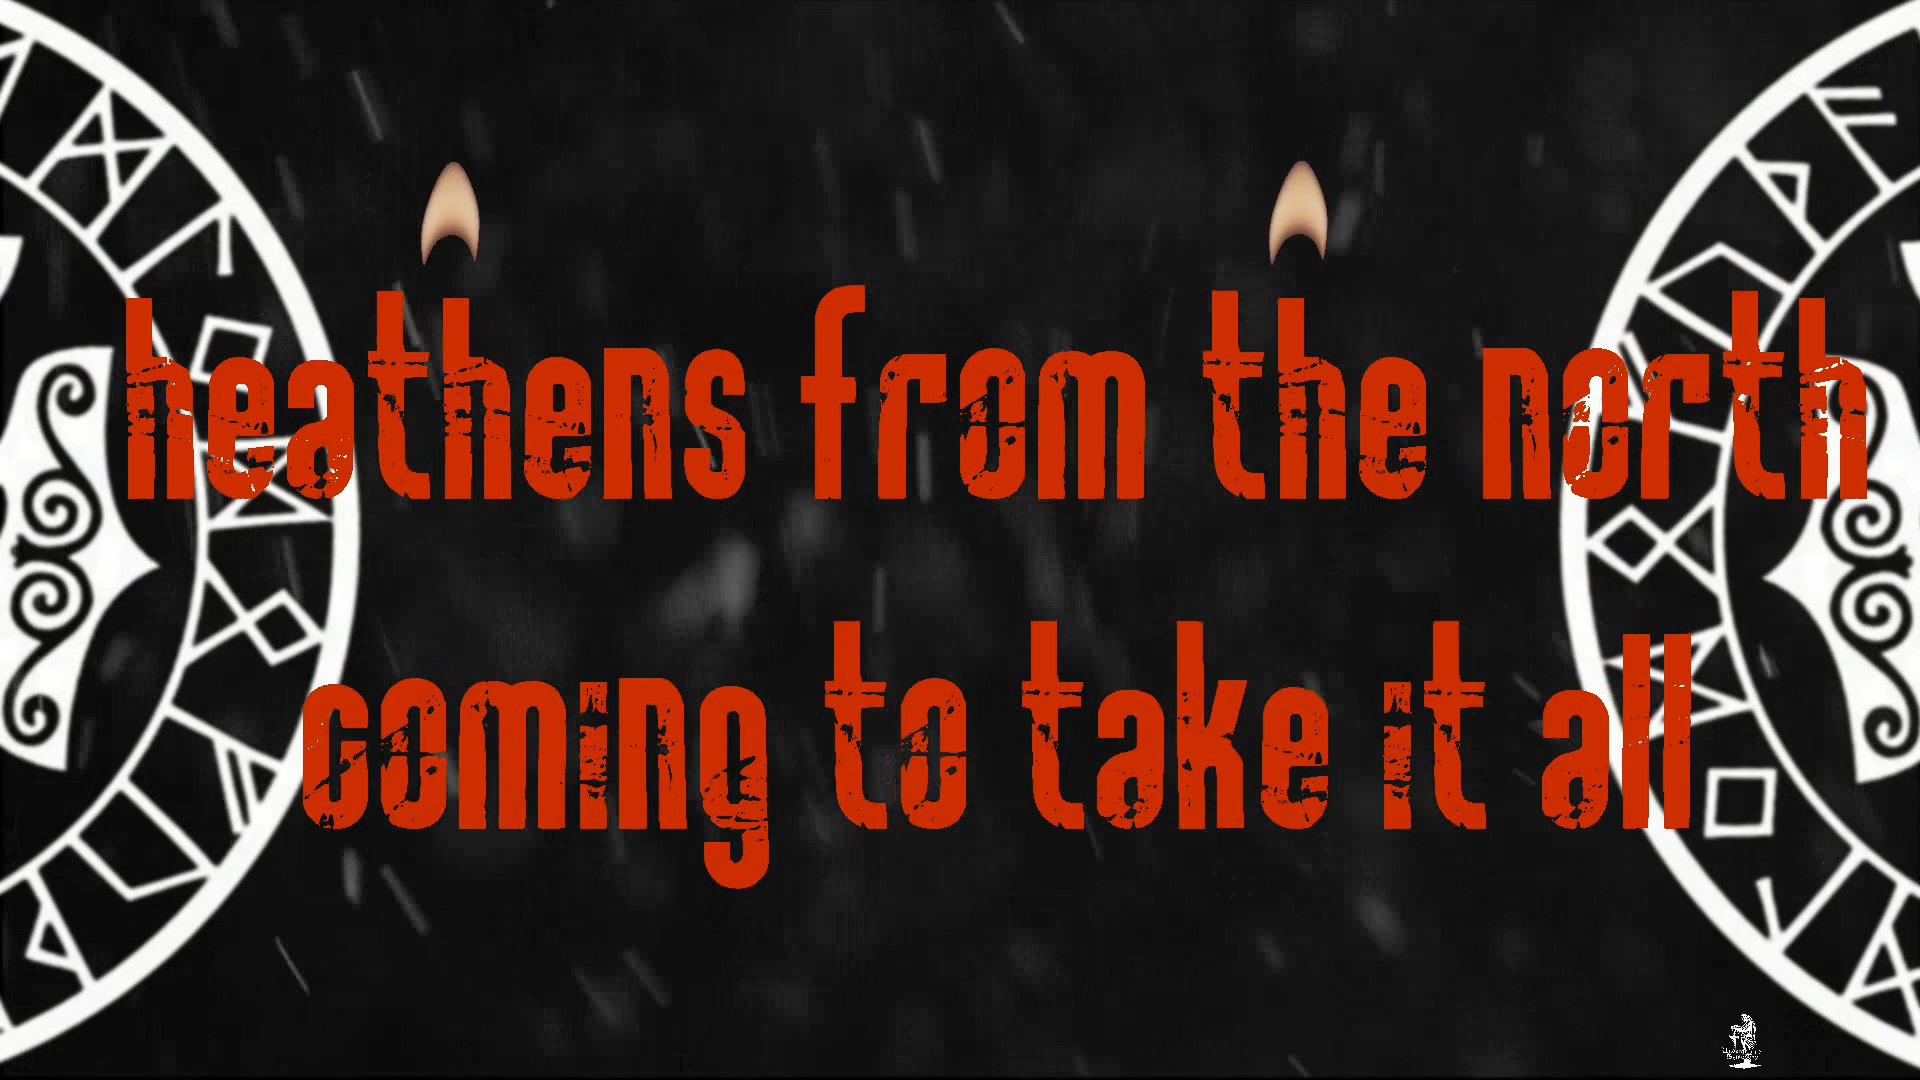 heathens from the north
coming to take it all